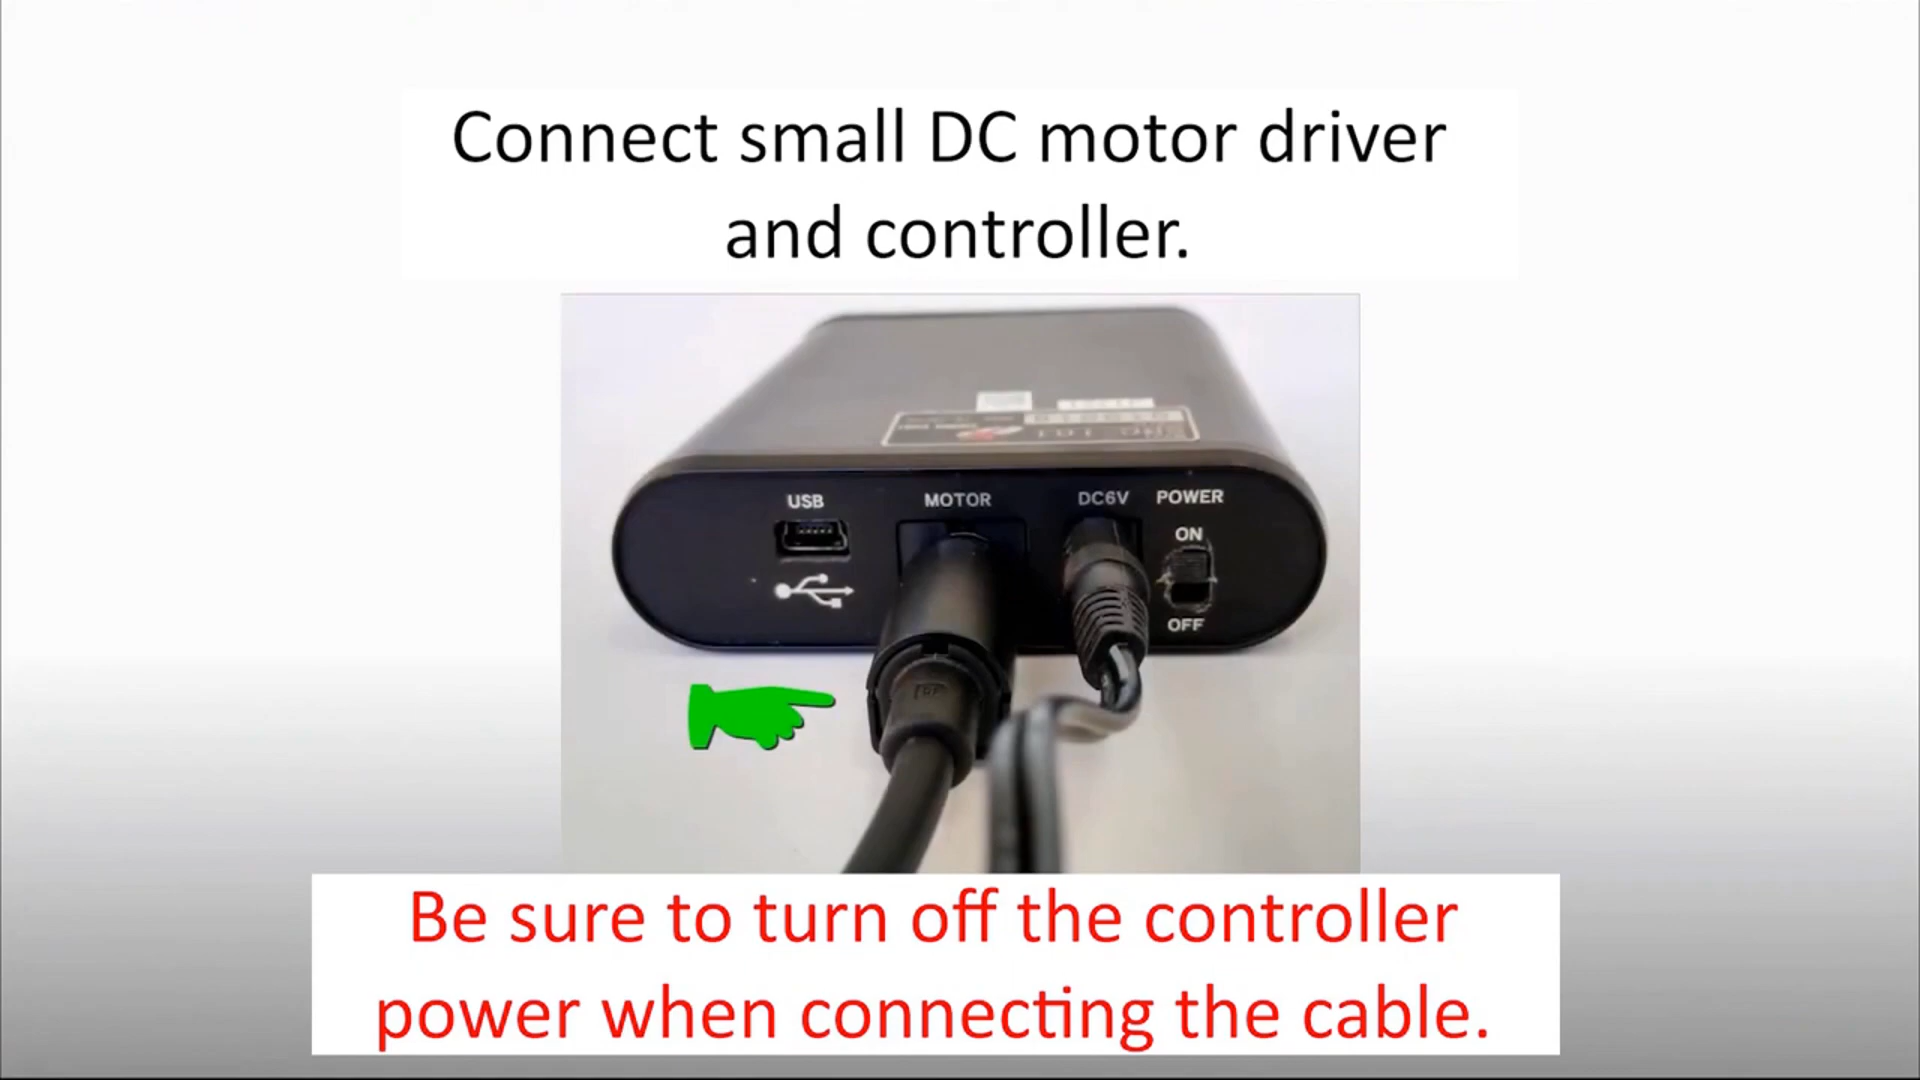 Connect small DC motor driver
and controller.
USB
MOTOR
DC6V
POWER
ON
OFF
Be sure to turn off the controller
power when connecting the cable.